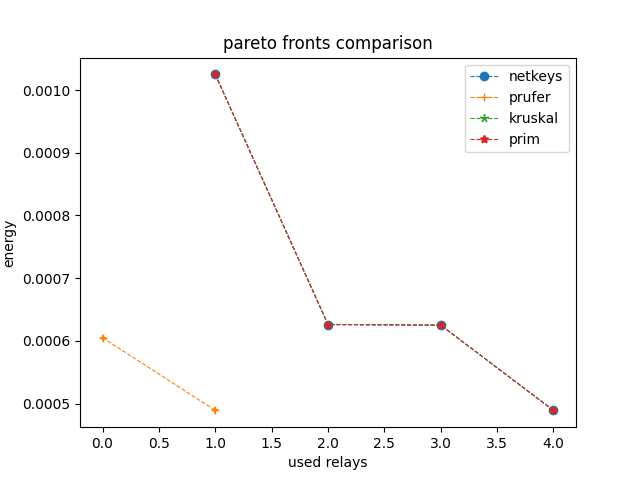 pareto fronts comparison
netkeys
prufer
kruskal
prim
energy
0.0010
0.0009
0.0008
0.0007
0.0006
0.0005
0.0 0.5 1.0 1.5 2.0 2.5 3.0 3.5 4.0
used relays